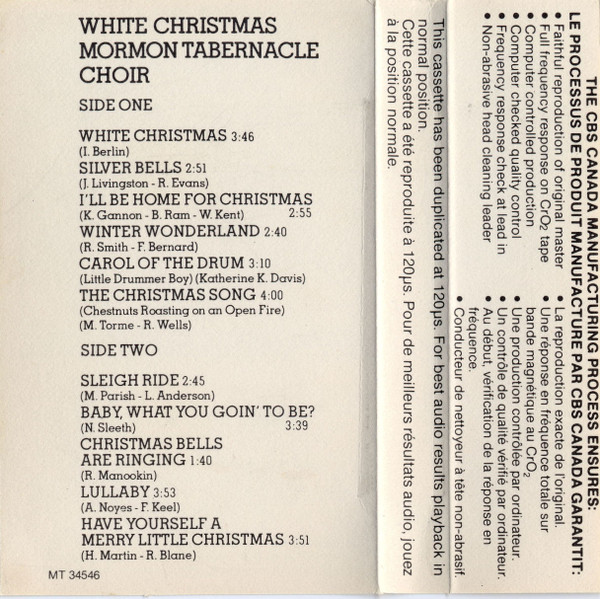 WHITE CHRISTMAS
MORMON TABERNACLE
CHOIR
SIDE ONE
WHITE CHRISTMAS 3:46
(I. Berlin)
SILVER BELLS 2:51
(J. Livingston - R. Evans)
I'LL BE HOME FOR CHRISTMAS
(K. Gannon - B. Ram - W. Kent) 2:55
WINTER WONDERLAND 2:40
(R. Smith - F. Bernard)
CAROL OF THE DRUM 3:10
(Little Drummer Boy) (Katherine K. Davis)
THE CHRISTMAS SONG 4:00
(Chestnuts Roasting on an Open Fire)
(M. Torme - R. Wells)
SIDE TWO
SLEIGH RIDE 2:45
(M. Parish - L. Anderson)
BABY, WHAT YOU GOIN' TO BE?
(N. Sleeth) 3:39
CHRISTMAS BELLS
ARE RINGING 1:40
(R. Manookin)
LULLABY 3:53
(A. Noyes - F. Keel)
HAVE YOURSELF A
MERRY LITTLE CHRISTMAS 3:51
(H. Martin - R. Blane)
MT 34546
This cassette has been duplicated at 120µs. For best audio results playback in
normal position.
Cette cassette a été reproduite à 120µs. Pour de meilleurs résultats audio, jouez
à la position normale.
THE CBS CANADA MANUFACTURING PROCESS ENSURES:
LE PROCESSUS DE PRODUIT MANUFACTURE PAR CBS CANADA GARANTIT:
• Faithful reproduction of original master
• Full frequency response on CrO2 tape
• Computer controlled production
• Computer checked quality control
• Frequency response check at lead in
• Non-abrasive head cleaning leader
• La reproduction exacte de l'original.
• Une réponse en fréquence totale sur
bande magnétique au CrO2
• Une production contrôlée par ordinateur.
• Un contrôle de qualité vérifié par ordinateur.
• Au début, vérification de la réponse en
fréquence.
• Conducteur de nettoyeur à tête non-abrasif.